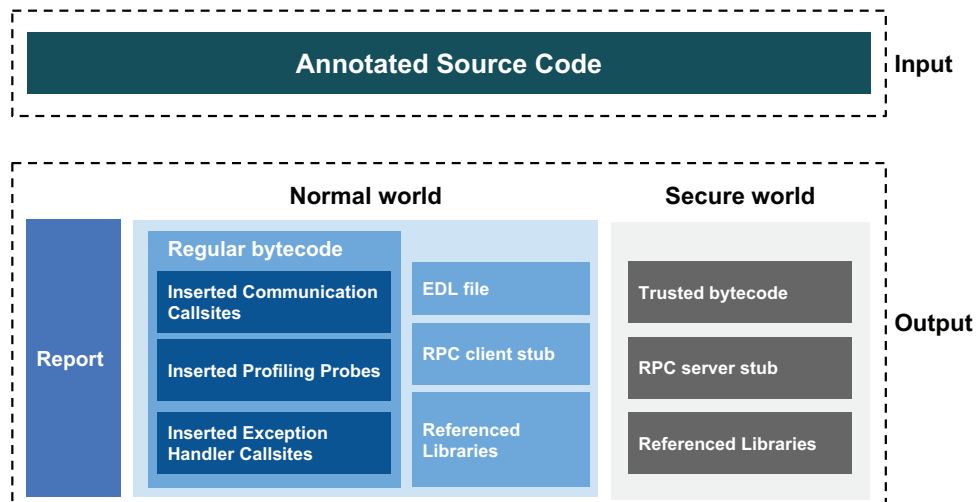 Annotated Source Code
Input
Normal world
Secure world
Report
Regular bytecode
Inserted Communication
Callsites
Inserted Profiling Probes
Inserted Exception
Handler Callsites
EDL file
RPC client stub
Referenced
Libraries
Trusted bytecode
RPC server stub
Referenced Libraries
Output